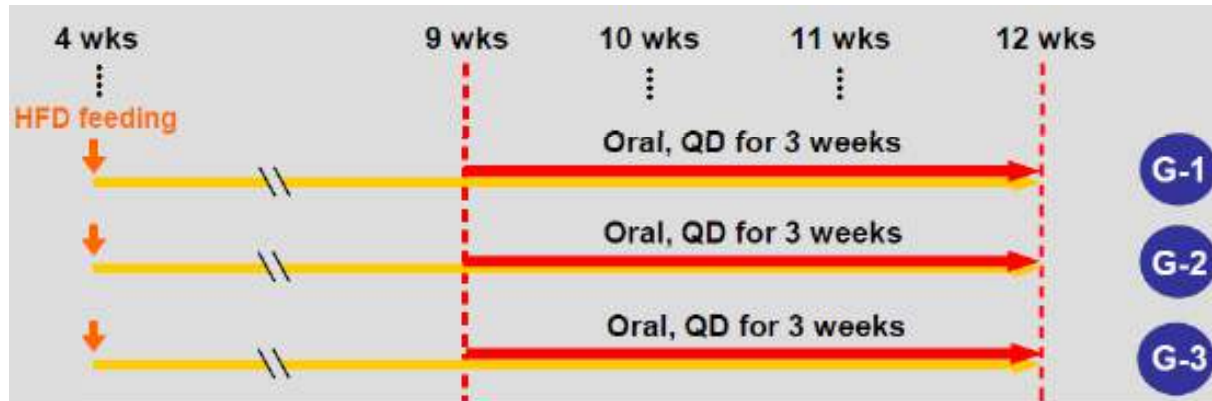 4 wks 9 wks 10 wks 11 wks 12 wks
HFD feeding
Oral, QD for 3 weeks
G-1
Oral, QD for 3 weeks
G-2
Oral, QD for 3 weeks
G-3